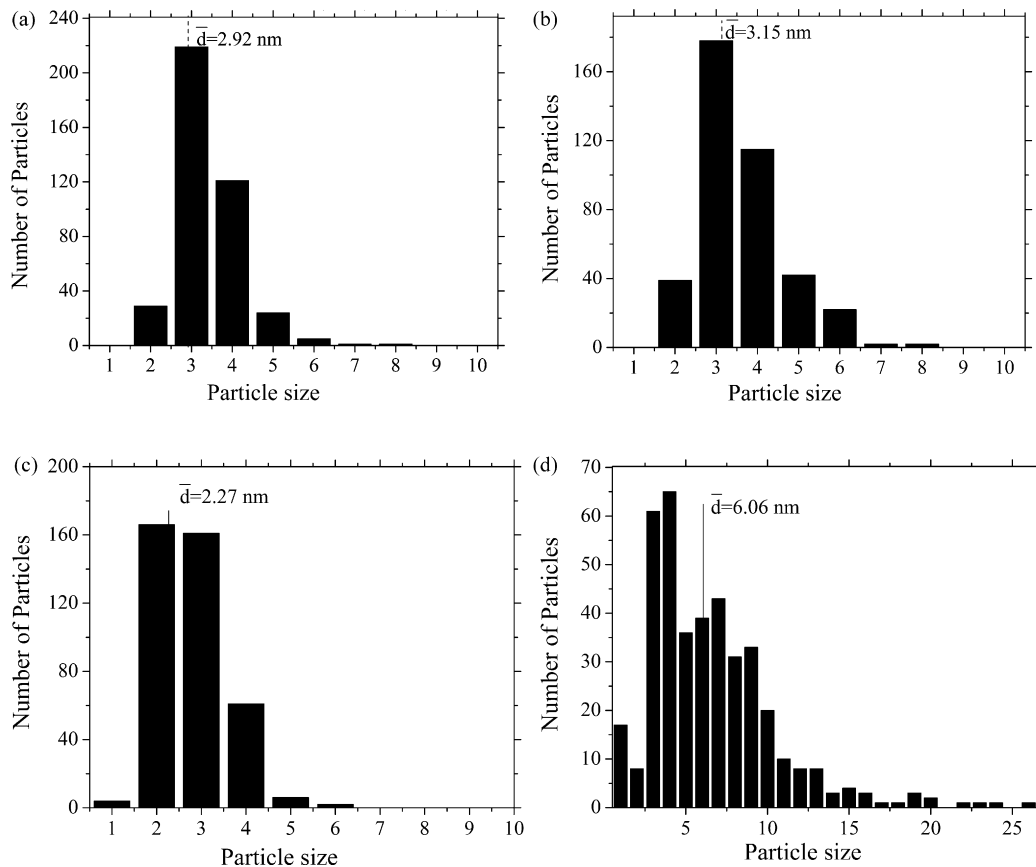 (a)
d̅=2.92 nm
240
200
160
120
80
40
0
Number of Particles
1 2 3 4 5 6 7 8 9 10
Particle size
(b)
d̅=3.15 nm
160
120
80
40
0
Number of Particles
1 2 3 4 5 6 7 8 9 10
Particle size
(c)
d̅=2.27 nm
200
160
120
80
40
0
Number of Particles
1 2 3 4 5 6 7 8 9 10
Particle size
(d)
d̅=6.06 nm
70
60
50
40
30
20
10
0
Number of Particles
5 10 15 20 25
Particle size